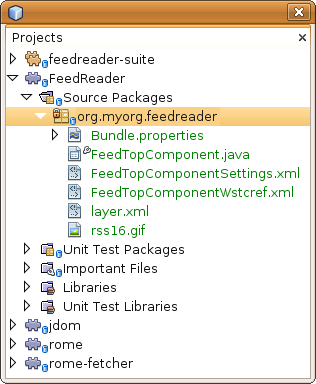 Projects
feedreader-suite
FeedReader
Source Packages
org.myorg.feedreader
Bundle.properties
FeedTopComponent.java
FeedTopComponentSettings.xml
FeedTopComponentWstcref.xml
layer.xml
rss16.gif
Unit Test Packages
Important Files
Libraries
Unit Test Libraries
jdom
rome
rome-fetcher